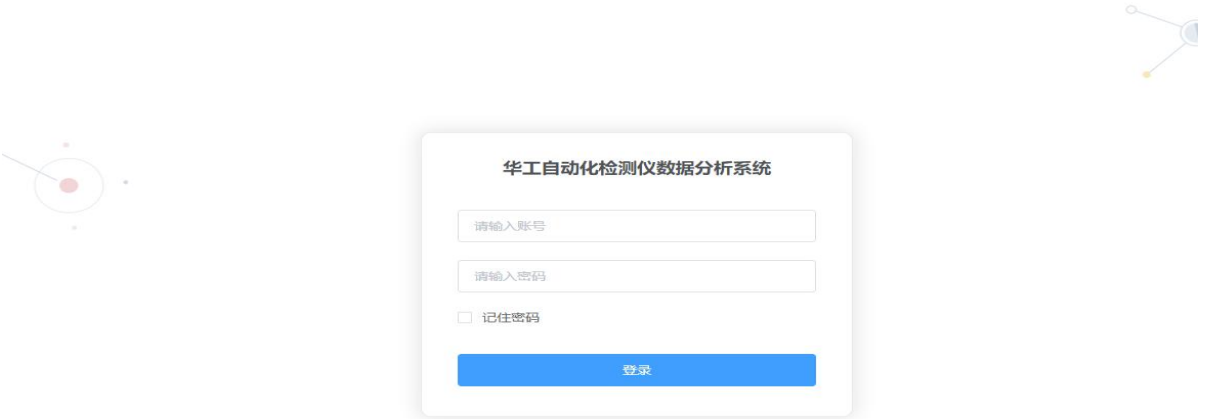 华工自动化检测仪数据分析系统
请输入账号
请输入密码
记住密码
登录